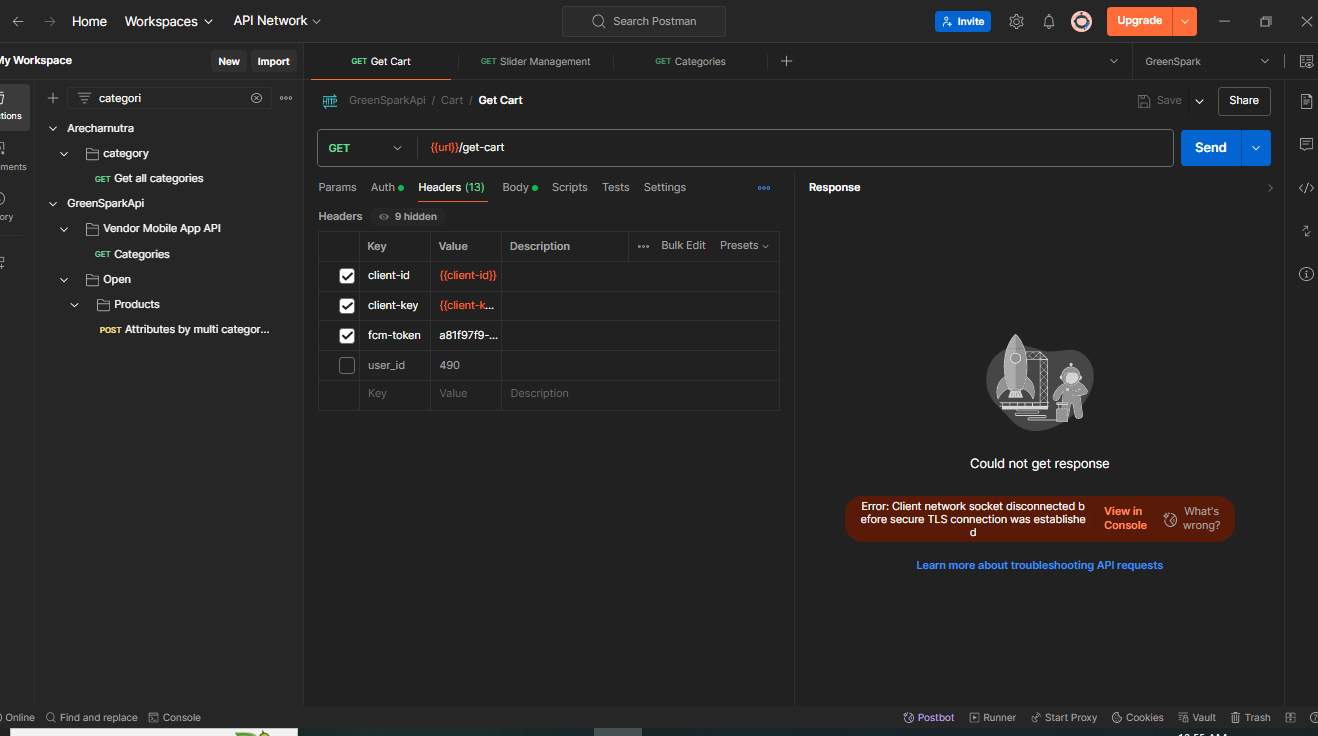 Home Workspaces API Network Search Postman Invite Upgrade
My Workspace New Import GET Get Cart GET Slider Management GET Categories GreenSpark
categori
GreenSparkApi / Cart / Get Cart Save Share
Arechamutra
category
GET Get all categories
GreenSparkApi
Vendor Mobile App API
GET Categories
Open
Products
POST Attributes by multi categor...
GET {{url}}/get-cart Send
Params Auth Headers (13) Body Scripts Tests Settings
Headers 9 hidden
Key Value Description Bulk Edit Presets
client-id {{client-id}}
client-key {{client-k...
fcm-token a81f97f9-...
user_id 490
Key Value Description
Response
Could not get response
Error: Client network socket disconnected b
efore secure TLS connection was establishe
d
View in
Console
What's
wrong?
Learn more about troubleshooting API requests
Online Find and replace Console Postbot Runner Start Proxy Cookies Vault Trash